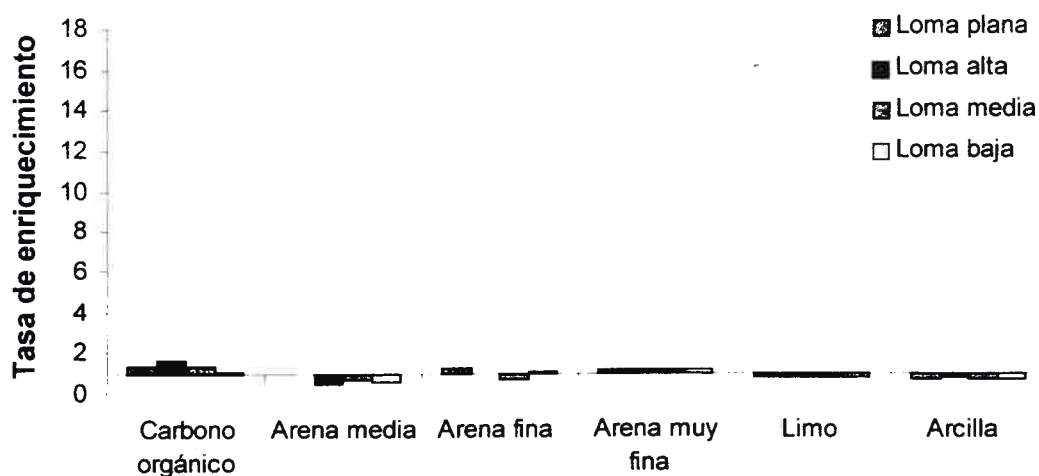 Tasa de enriquecimiento
18
16
14
12
10
8
6
4
2
0
Loma plana
Loma alta
Loma media
Loma baja
Carbono
orgánico
Arena media
Arena fina
Arena muy
fina
Limo
Arcilla